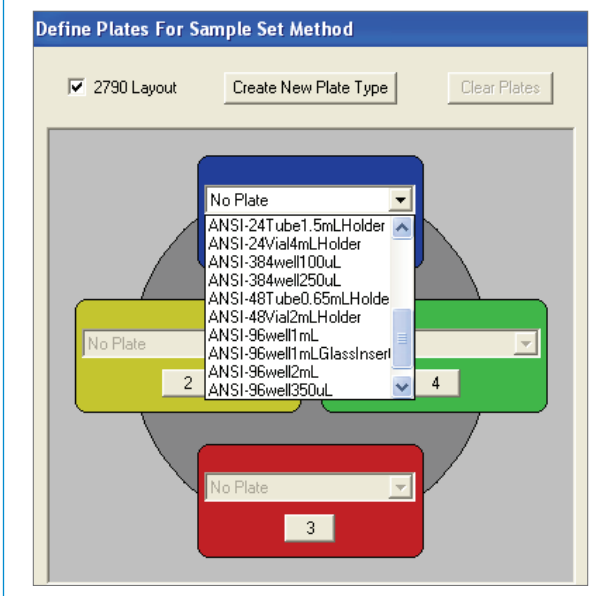 Define Plates For Sample Set Method
2790 Layout
Create New Plate Type
Clear Plates
No Plate
ANSI-24Tube1.5mLHolder
ANSI-24Vial4mLHolder
ANSI-384well100uL
ANSI-384well250uL
ANSI-48Tube0.65mLHolde
ANSI-48Vial2mLHolder
ANSI-96well1mL
ANSI-96well1mLGlassInsert
ANSI-96well2mL
ANSI-96well350uL
No Plate
2
4
No Plate
3